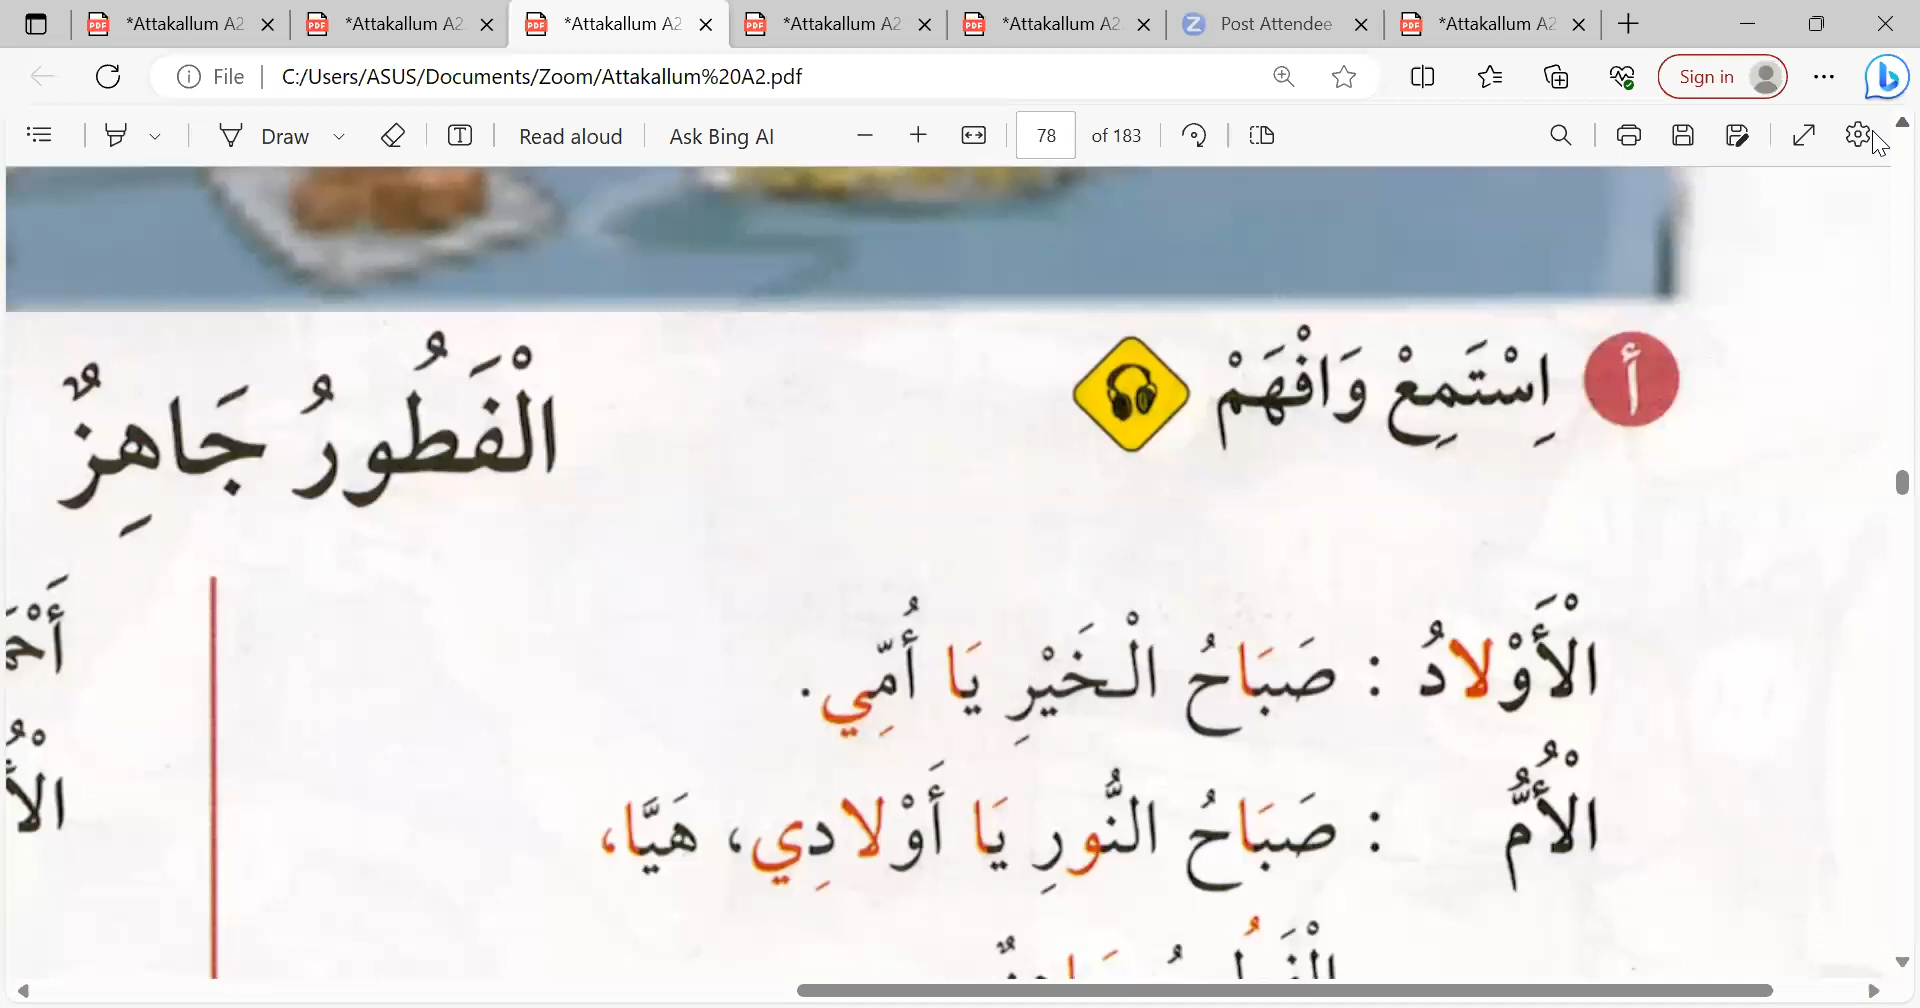 *Attakallum A2
*Attakallum A2
*Attakallum A2
*Attakallum A2
*Attakallum A2
Post Attendee
*Attakallum A2
File
C:/Users/ASUS/Documents/Zoom/Attakallum%20A2.pdf
Sign in
Draw
Read aloud
Ask Bing AI
78 of 183
أ اِسْتَمِعْ وَافْهَمْ
الْفَطُورُ جَاهِزٌ
الْأَوْلَادُ : صَبَاحُ الْخَيْرِ يَا أُمِّي.
الْأُمُّ : صَبَاحُ النُّورِ يَا أَوْلَادِي، هَيَّا،